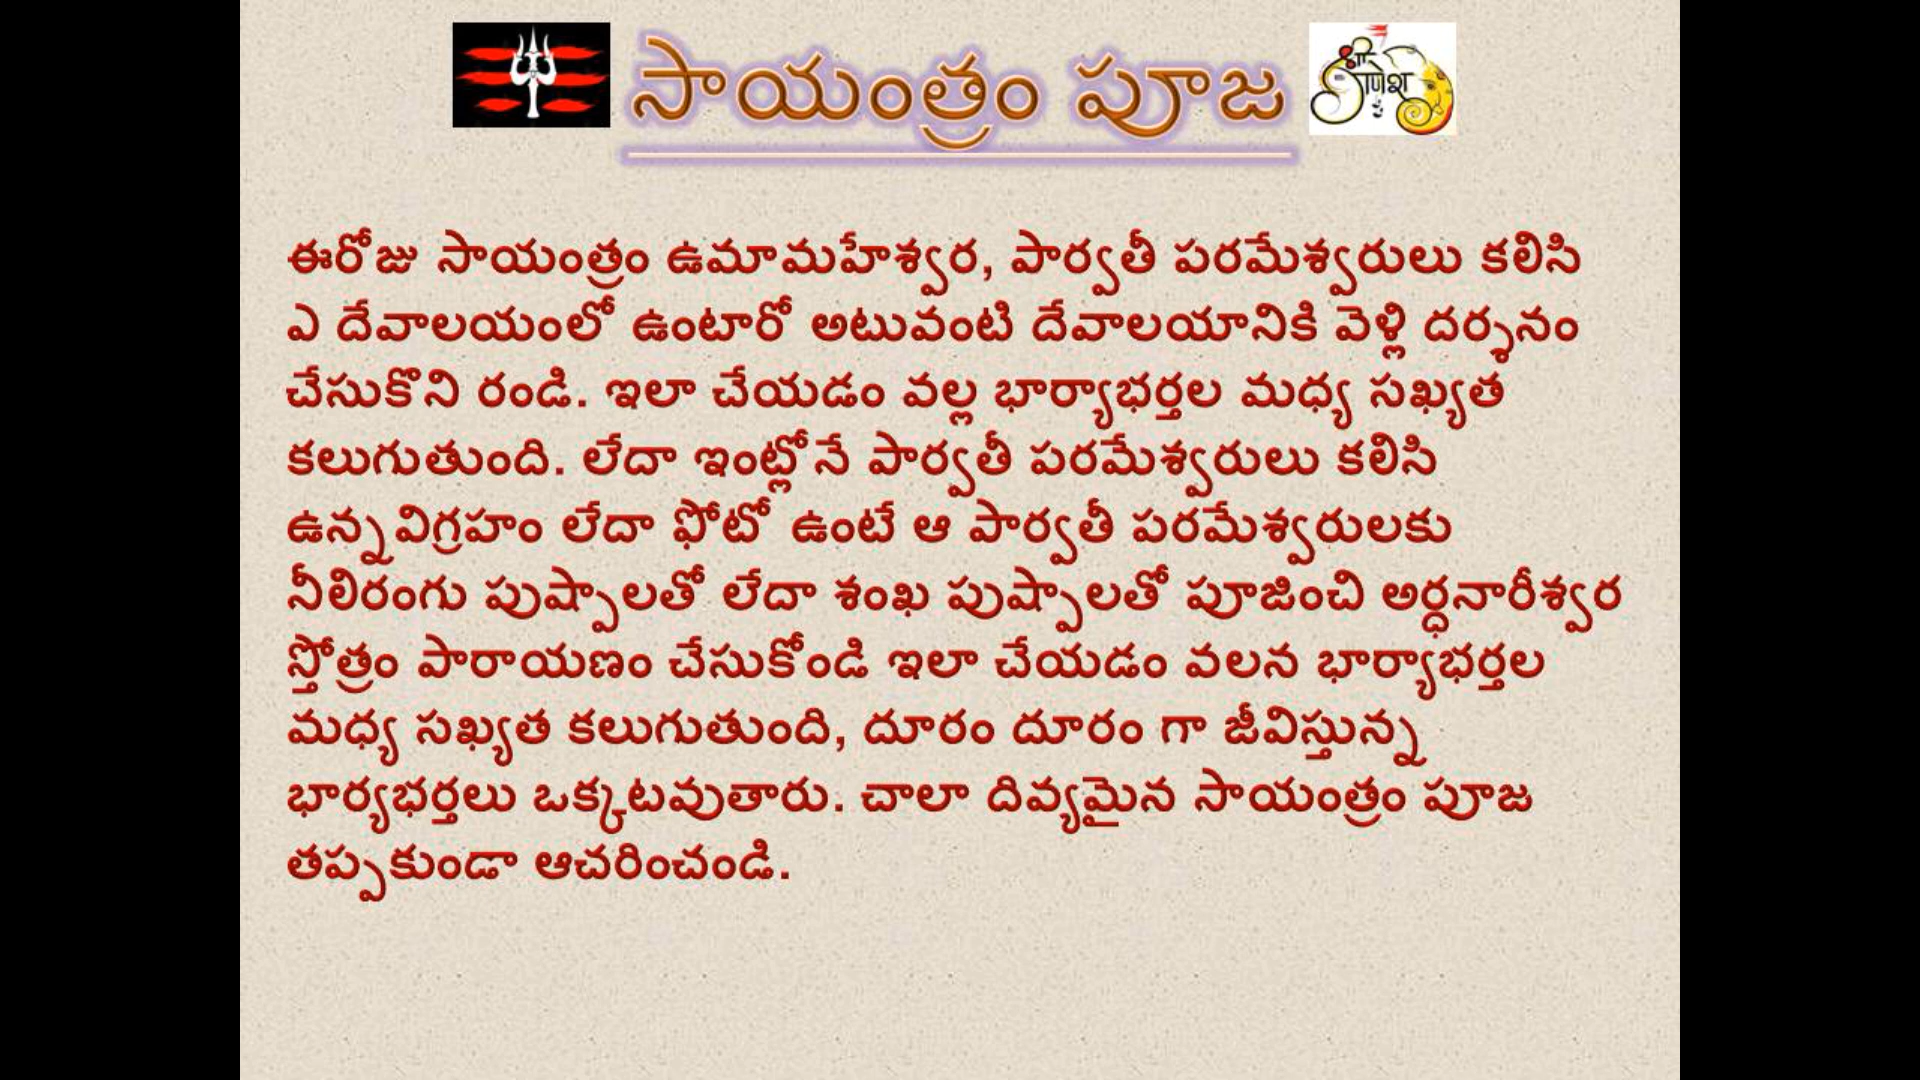 సాయంత్రం పూజ
श्री गणेश
ఈరోజు సాయంత్రం ఉమామహేశ్వర, పార్వతీ పరమేశ్వరులు కలిసి
ఎ దేవాలయంలో ఉంటారో అటువంటి దేవాలయానికి వెళ్లి దర్శనం
చేసుకొని రండి. ఇలా చేయడం వల్ల భార్యాభర్తల మధ్య సఖ్యత
కలుగుతుంది. లేదా ఇంట్లోనే పార్వతీ పరమేశ్వరులు కలిసి
ఉన్నవిగ్రహం లేదా ఫోటో ఉంటే ఆ పార్వతీ పరమేశ్వరులకు
నీలిరంగు పుష్పాలతో లేదా శంఖ పుష్పాలతో పూజించి అర్ధనారీశ్వర
స్తోత్రం పారాయణం చేసుకోండి ఇలా చేయడం వలన భార్యాభర్తల
మధ్య సఖ్యత కలుగుతుంది, దూరం దూరం గా జీవిస్తున్న
భార్యభర్తలు ఒక్కటవుతారు. చాలా దివ్యమైన సాయంత్రం పూజ
తప్పకుండా ఆచరించండి.